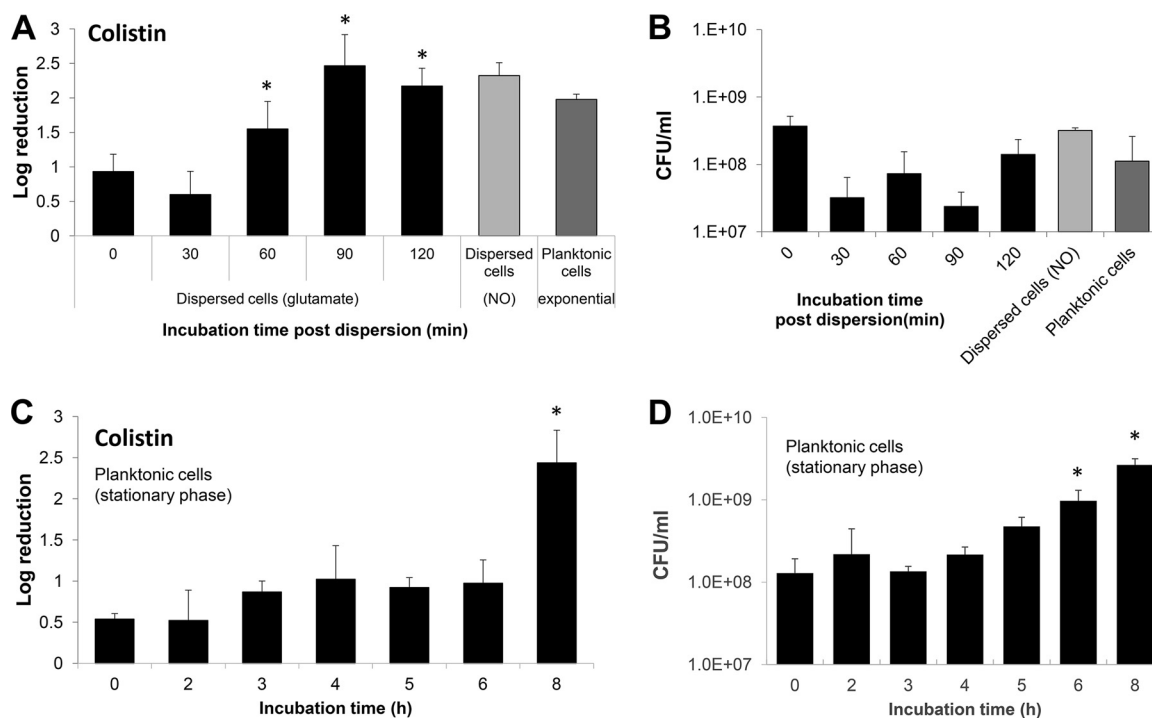 A
Colistin
Log reduction
3
2.5
2
1.5
1
0.5
0
*
*
*
0 30 60 90 120 Dispersed cells Planktonic cells
Dispersed cells (glutamate) (NO) exponential
Incubation time post dispersion (min)
B
CFU/ml
1.E+10
1.E+09
1.E+08
1.E+07
0 30 60 90 120 Dispersed cells (NO) Planktonic cells
Incubation time
post dispersion(min)
C
Colistin
Planktonic cells
(stationary phase)
Log reduction
3
2.5
2
1.5
1
0.5
0
*
0 2 3 4 5 6 8
Incubation time (h)
D
Planktonic cells
(stationary phase)
CFU/ml
1.0E+10
1.0E+09
1.0E+08
1.0E+07
*
*
0 2 3 4 5 6 8
Incubation time (h)